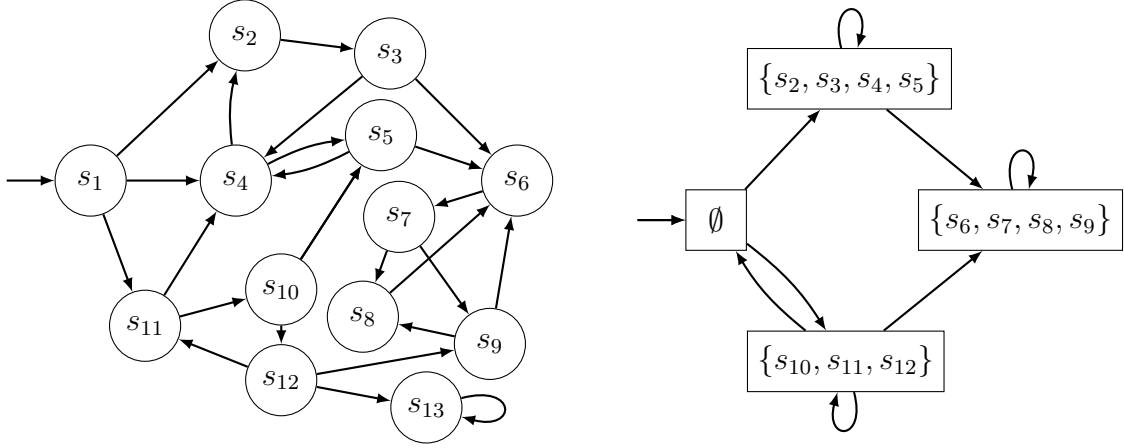 s₂
s₃
s₅
s₁
s₄
s₆
s₇
s₁₀
s₈
s₁₁
s₉
s₁₂
s₁₃
{s₂, s₃, s₄, s₅}
∅
{s₆, s₇, s₈, s₉}
{s₁₀, s₁₁, s₁₂}